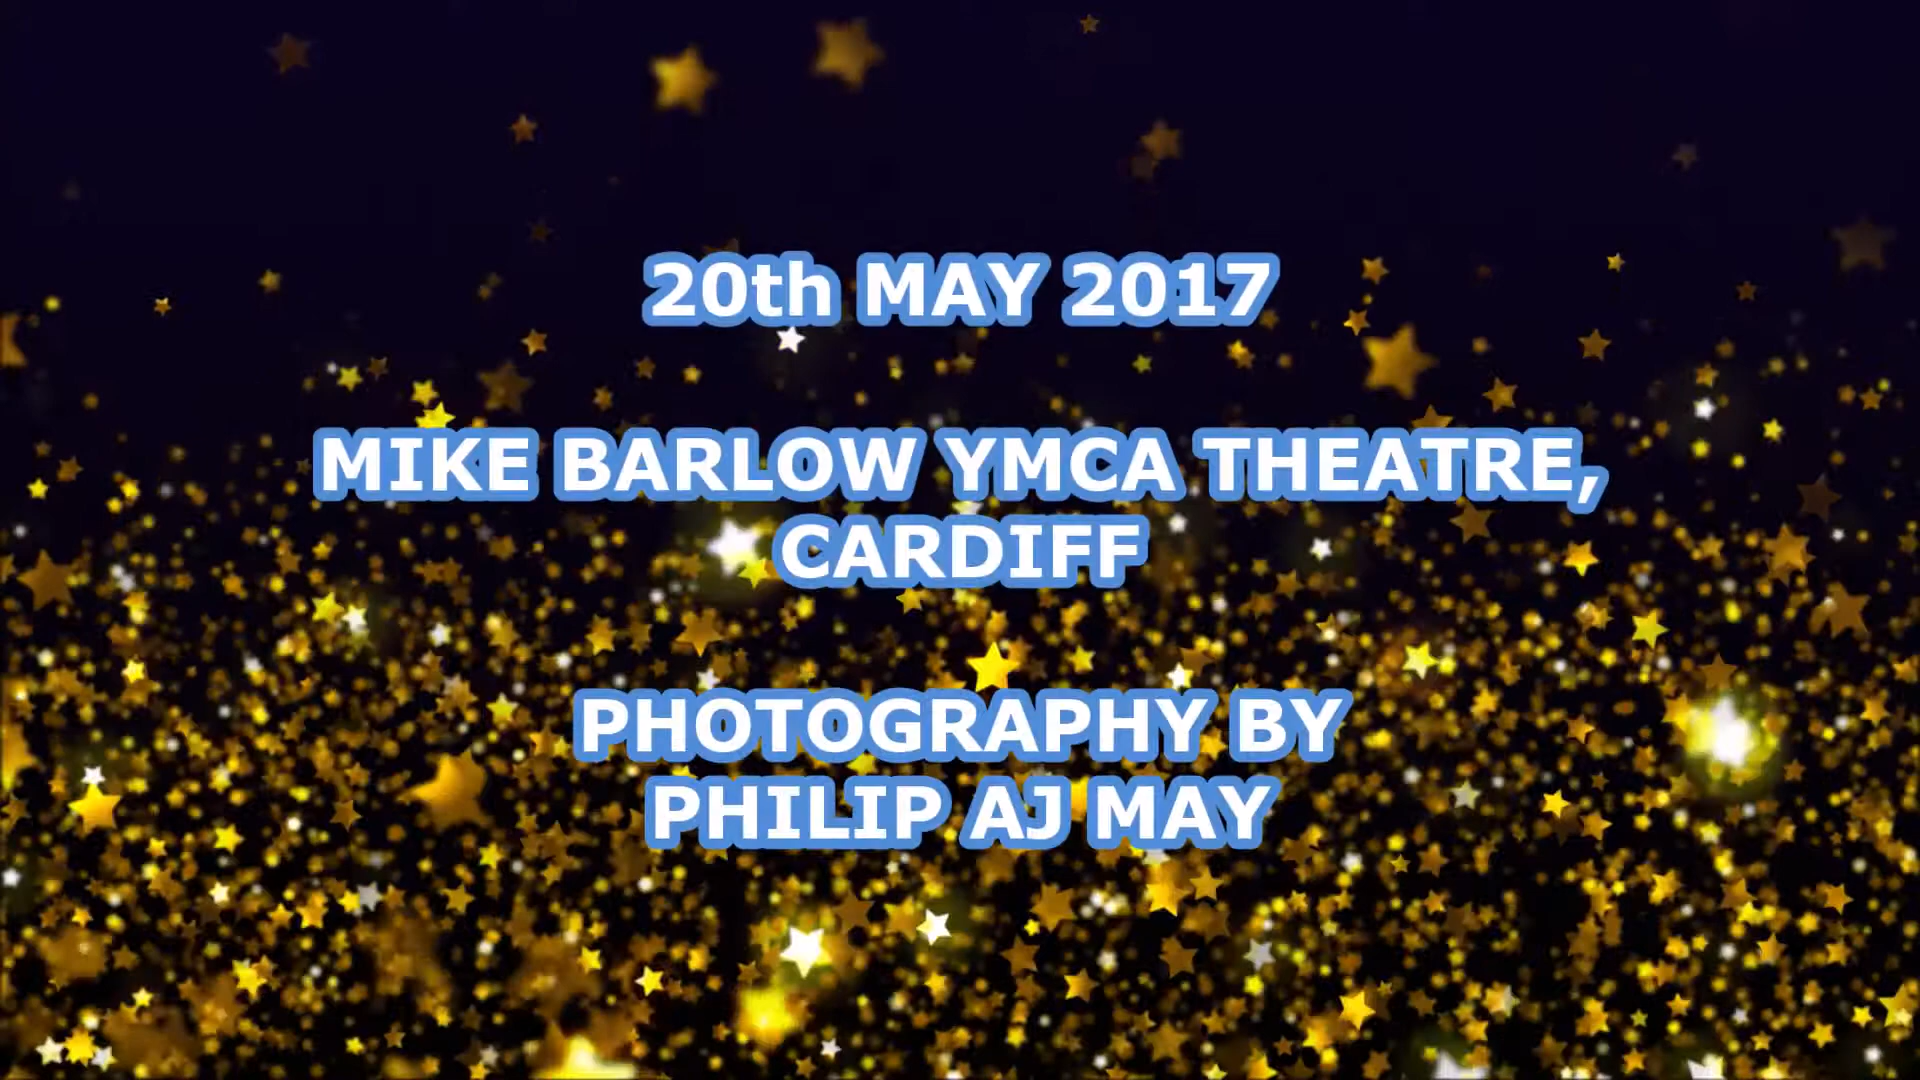 20th MAY 2017
MIKE BARLOW YMCA THEATRE,
CARDIFF
PHOTOGRAPHY BY
PHILIP AJ MAY